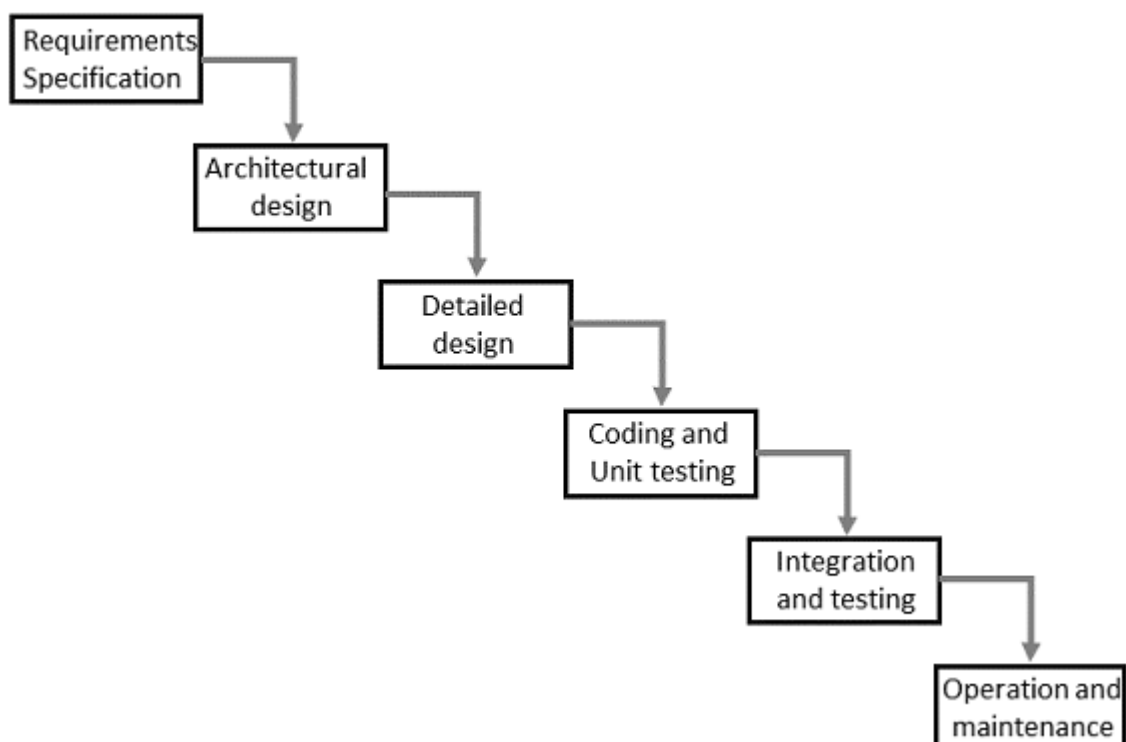 Requirements
Specification
Architectural
design
Detailed
design
Coding and
Unit testing
Integration
and testing
Operation and
maintenance